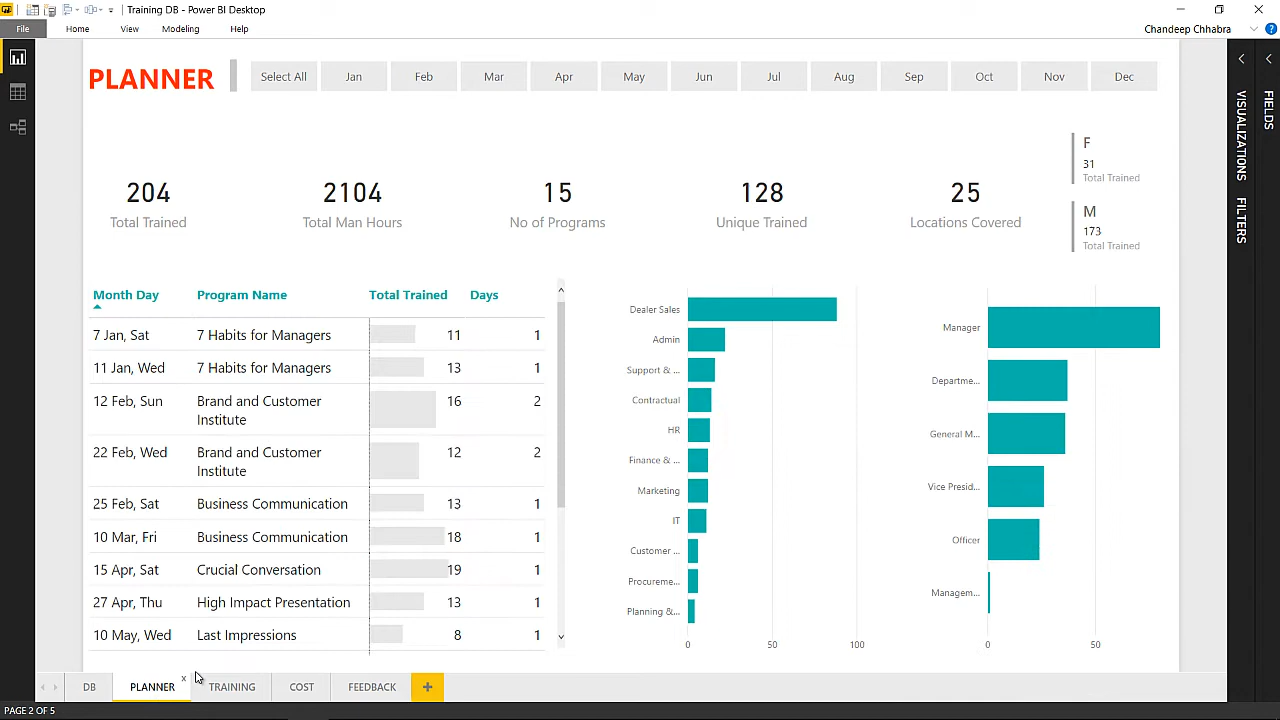 Training DB - Power BI Desktop
File Home View Modeling Help Chandeep Chhabra ?
PLANNER Select All Jan Feb Mar Apr May Jun Jul Aug Sep Oct Nov Dec
F
31
Total Trained
204 2104 15 128 25
Total Trained Total Man Hours No of Programs Unique Trained Locations Covered
M
173
Total Trained
Month Day Program Name Total Trained Days
7 Jan, Sat 7 Habits for Managers 11 1
11 Jan, Wed 7 Habits for Managers 13 1
12 Feb, Sun Brand and Customer 16 2
Institute
22 Feb, Wed Brand and Customer 12 2
Institute
25 Feb, Sat Business Communication 13 1
10 Mar, Fri Business Communication 18 1
15 Apr, Sat Crucial Conversation 19 1
27 Apr, Thu High Impact Presentation 13 1
10 May, Wed Last Impressions 8 1
Dealer Sales
Admin
Support & ...
Contractual
HR
Finance & ...
Marketing
IT
Customer ...
Procureme...
Planning &...
0 50 100
Manager
Departme...
General M...
Vice Presid...
Officer
Managem...
0 50
VISUALIZATIONS
FILTERS
FIELDS
DB PLANNER x TRAINING COST FEEDBACK +
PAGE 2 OF 5